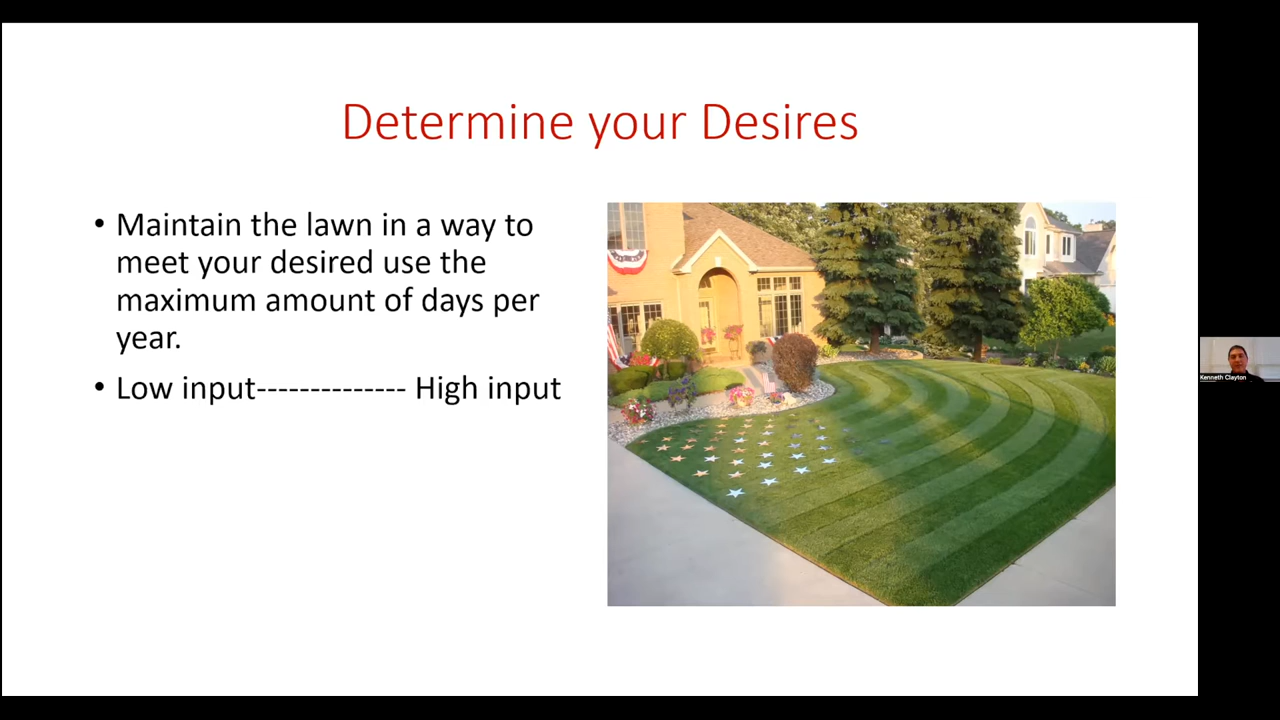 Determine your Desires
• Maintain the lawn in a way to
meet your desired use the
maximum amount of days per
year.
• Low input-------------- High input
Kenneth Clayton